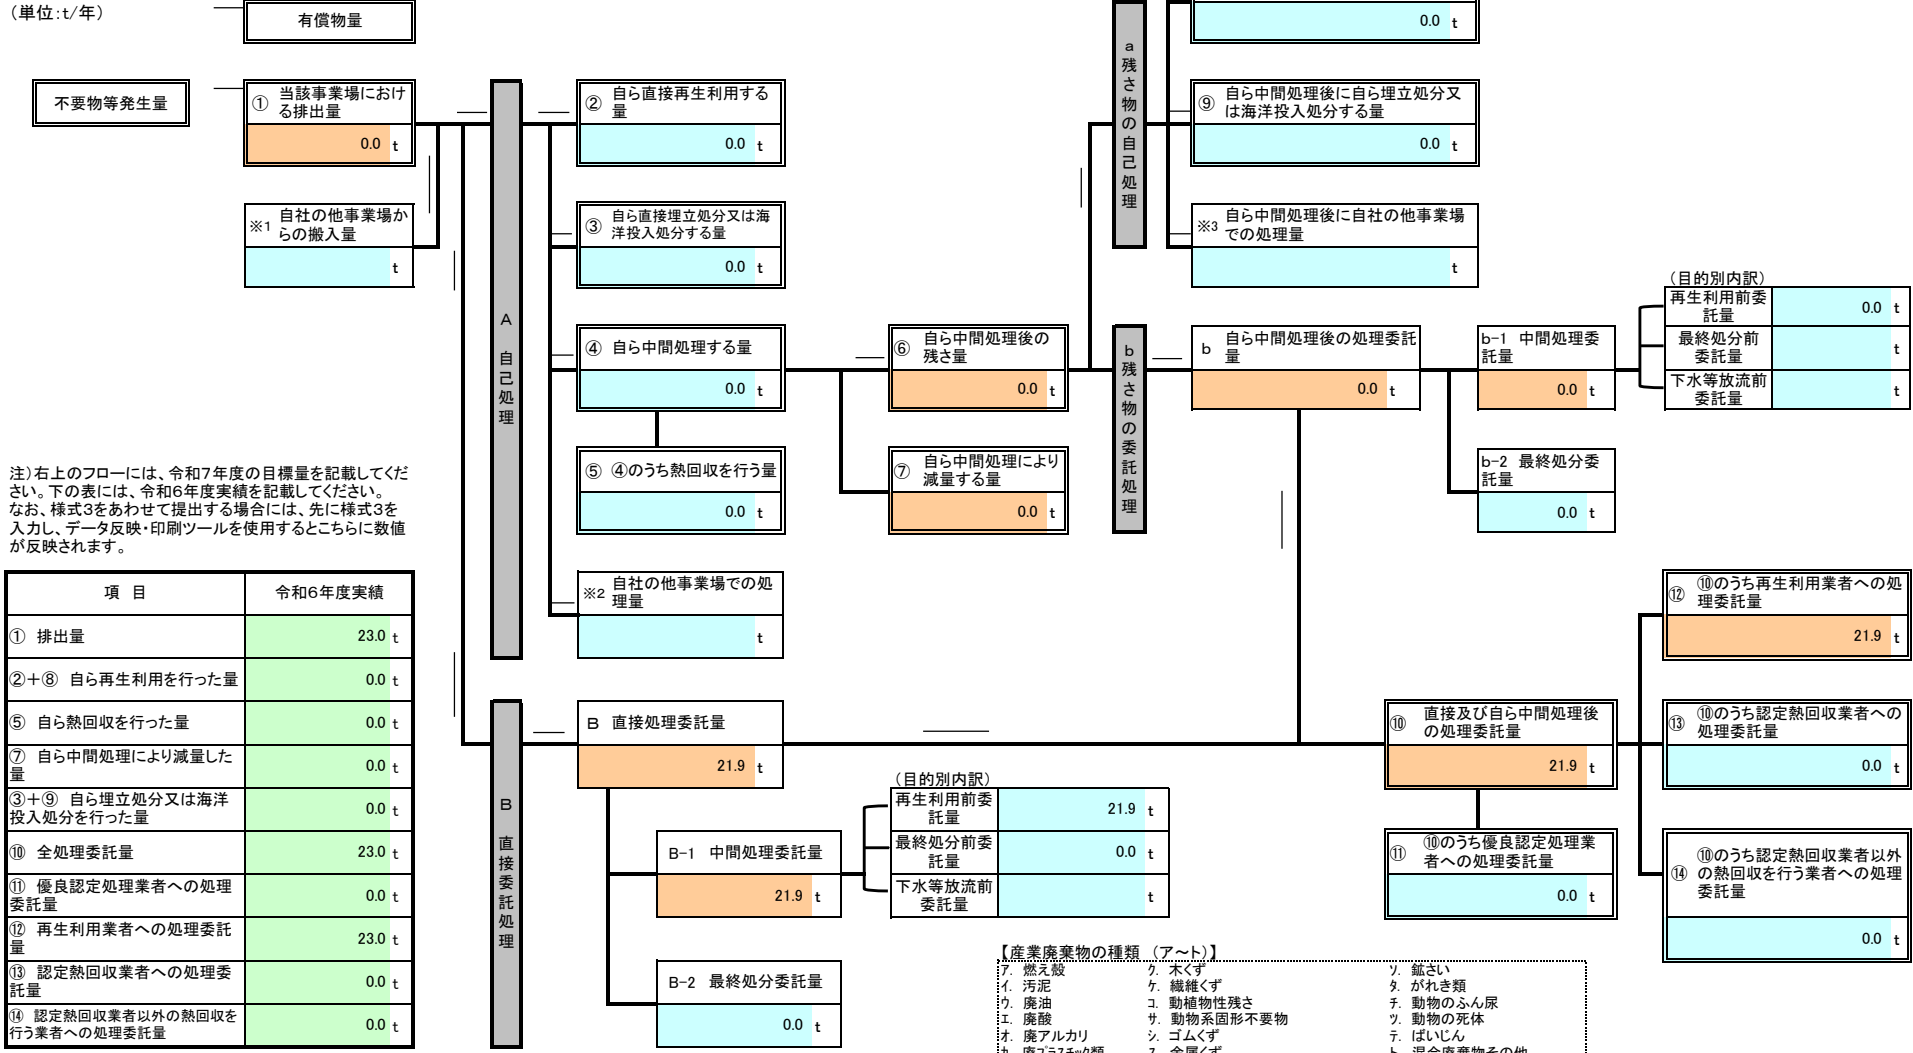 （単位：t/年）
有償物量
0.0 t
不要物等発生量
① 当該事業場におけ
る排出量
0.0 t
※1 自社の他事業場か
らの搬入量
t
A 自己処理
② 自ら直接再生利用する
量
0.0 t
③ 自ら直接埋立処分又は海
洋投入処分する量
0.0 t
④ 自ら中間処理する量
0.0 t
⑤ ④のうち熱回収を行う量
0.0 t
※2 自社の他事業場での処
理量
t
⑥ 自ら中間処理後の
残さ量
0.0 t
⑦ 自ら中間処理により
減量する量
0.0 t
a 残さ物の自己処理
⑨ 自ら中間処理後に自ら埋立処分又
は海洋投入処分する量
0.0 t
※3 自ら中間処理後に自社の他事業場
での処理量
t
b 残さ物の委託処理
b 自ら中間処理後の処理委託
量
0.0 t
b-1 中間処理委
託量
0.0 t
（目的別内訳）
再生利用前委
託量
0.0 t
最終処分前
委託量
t
下水等放流前
委託量
t
b-2 最終処分委
託量
0.0 t
注）右上のフローには、令和7年度の目標量を記載してくだ
さい。下の表には、令和6年度実績を記載してください。
なお、様式3をあわせて提出する場合には、先に様式3を
入力し、データ反映・印刷ツールを使用するとこちらに数値
が反映されます。
項 目 令和6年度実績
① 排出量 23.0 t
②＋⑧ 自ら再生利用を行った量 0.0 t
⑤ 自ら熱回収を行った量 0.0 t
⑦ 自ら中間処理により減量した
量 0.0 t
③＋⑨ 自ら埋立処分又は海洋
投入処分を行った量 0.0 t
⑩ 全処理委託量 23.0 t
⑪ 優良認定処理業者への処理
委託量 0.0 t
⑫ 再生利用業者への処理委託
量 23.0 t
⑬ 認定熱回収業者への処理委
託量 0.0 t
⑭ 認定熱回収業者以外の熱回収を
行う業者への処理委託量 0.0 t
B 直接委託処理
B 直接処理委託量
21.9 t
B-1 中間処理委託量
21.9 t
（目的別内訳）
再生利用前委
託量
21.9 t
最終処分前委
託量
0.0 t
下水等放流前
委託量
t
B-2 最終処分委託量
0.0 t
⑩ 直接及び自ら中間処理後
の処理委託量
21.9 t
⑪ ⑩のうち優良認定処理業
者への処理委託量
0.0 t
⑫ ⑩のうち再生利用業者への処
理委託量
21.9 t
⑬ ⑩のうち認定熱回収業者への
処理委託量
0.0 t
⑭ ⑩のうち認定熱回収業者以外
の熱回収を行う業者への処理
委託量
0.0 t
【産業廃棄物の種類 （ア～ト）】
ア. 燃え殻 ク. 木くず ソ. 鉱さい
イ. 汚泥 ケ. 繊維くず タ. がれき類
ウ. 廃油 コ. 動植物性残さ チ. 動物のふん尿
エ. 廃酸 サ. 動物系固形不要物 ツ. 動物の死体
オ. 廃アルカリ シ. ゴムくず テ. ばいじん
カ. 廃プラスチック類 ス. 金属くず ト. 混合廃棄物その他